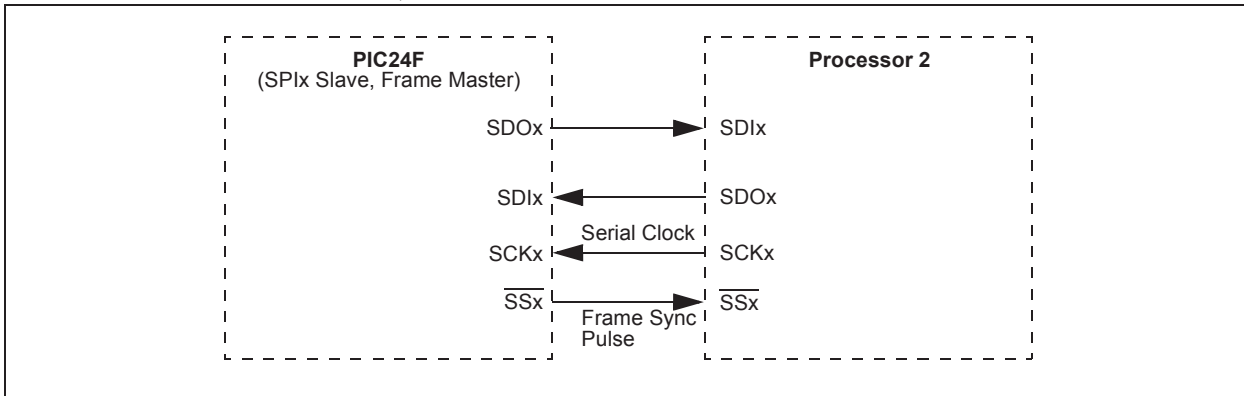 PIC24F
(SPIx Slave, Frame Master)
Processor 2
SDOx
SDIx
SDIx
SDOx
Serial Clock
SCKx
SCKx
SSx
SSx
Frame Sync
Pulse